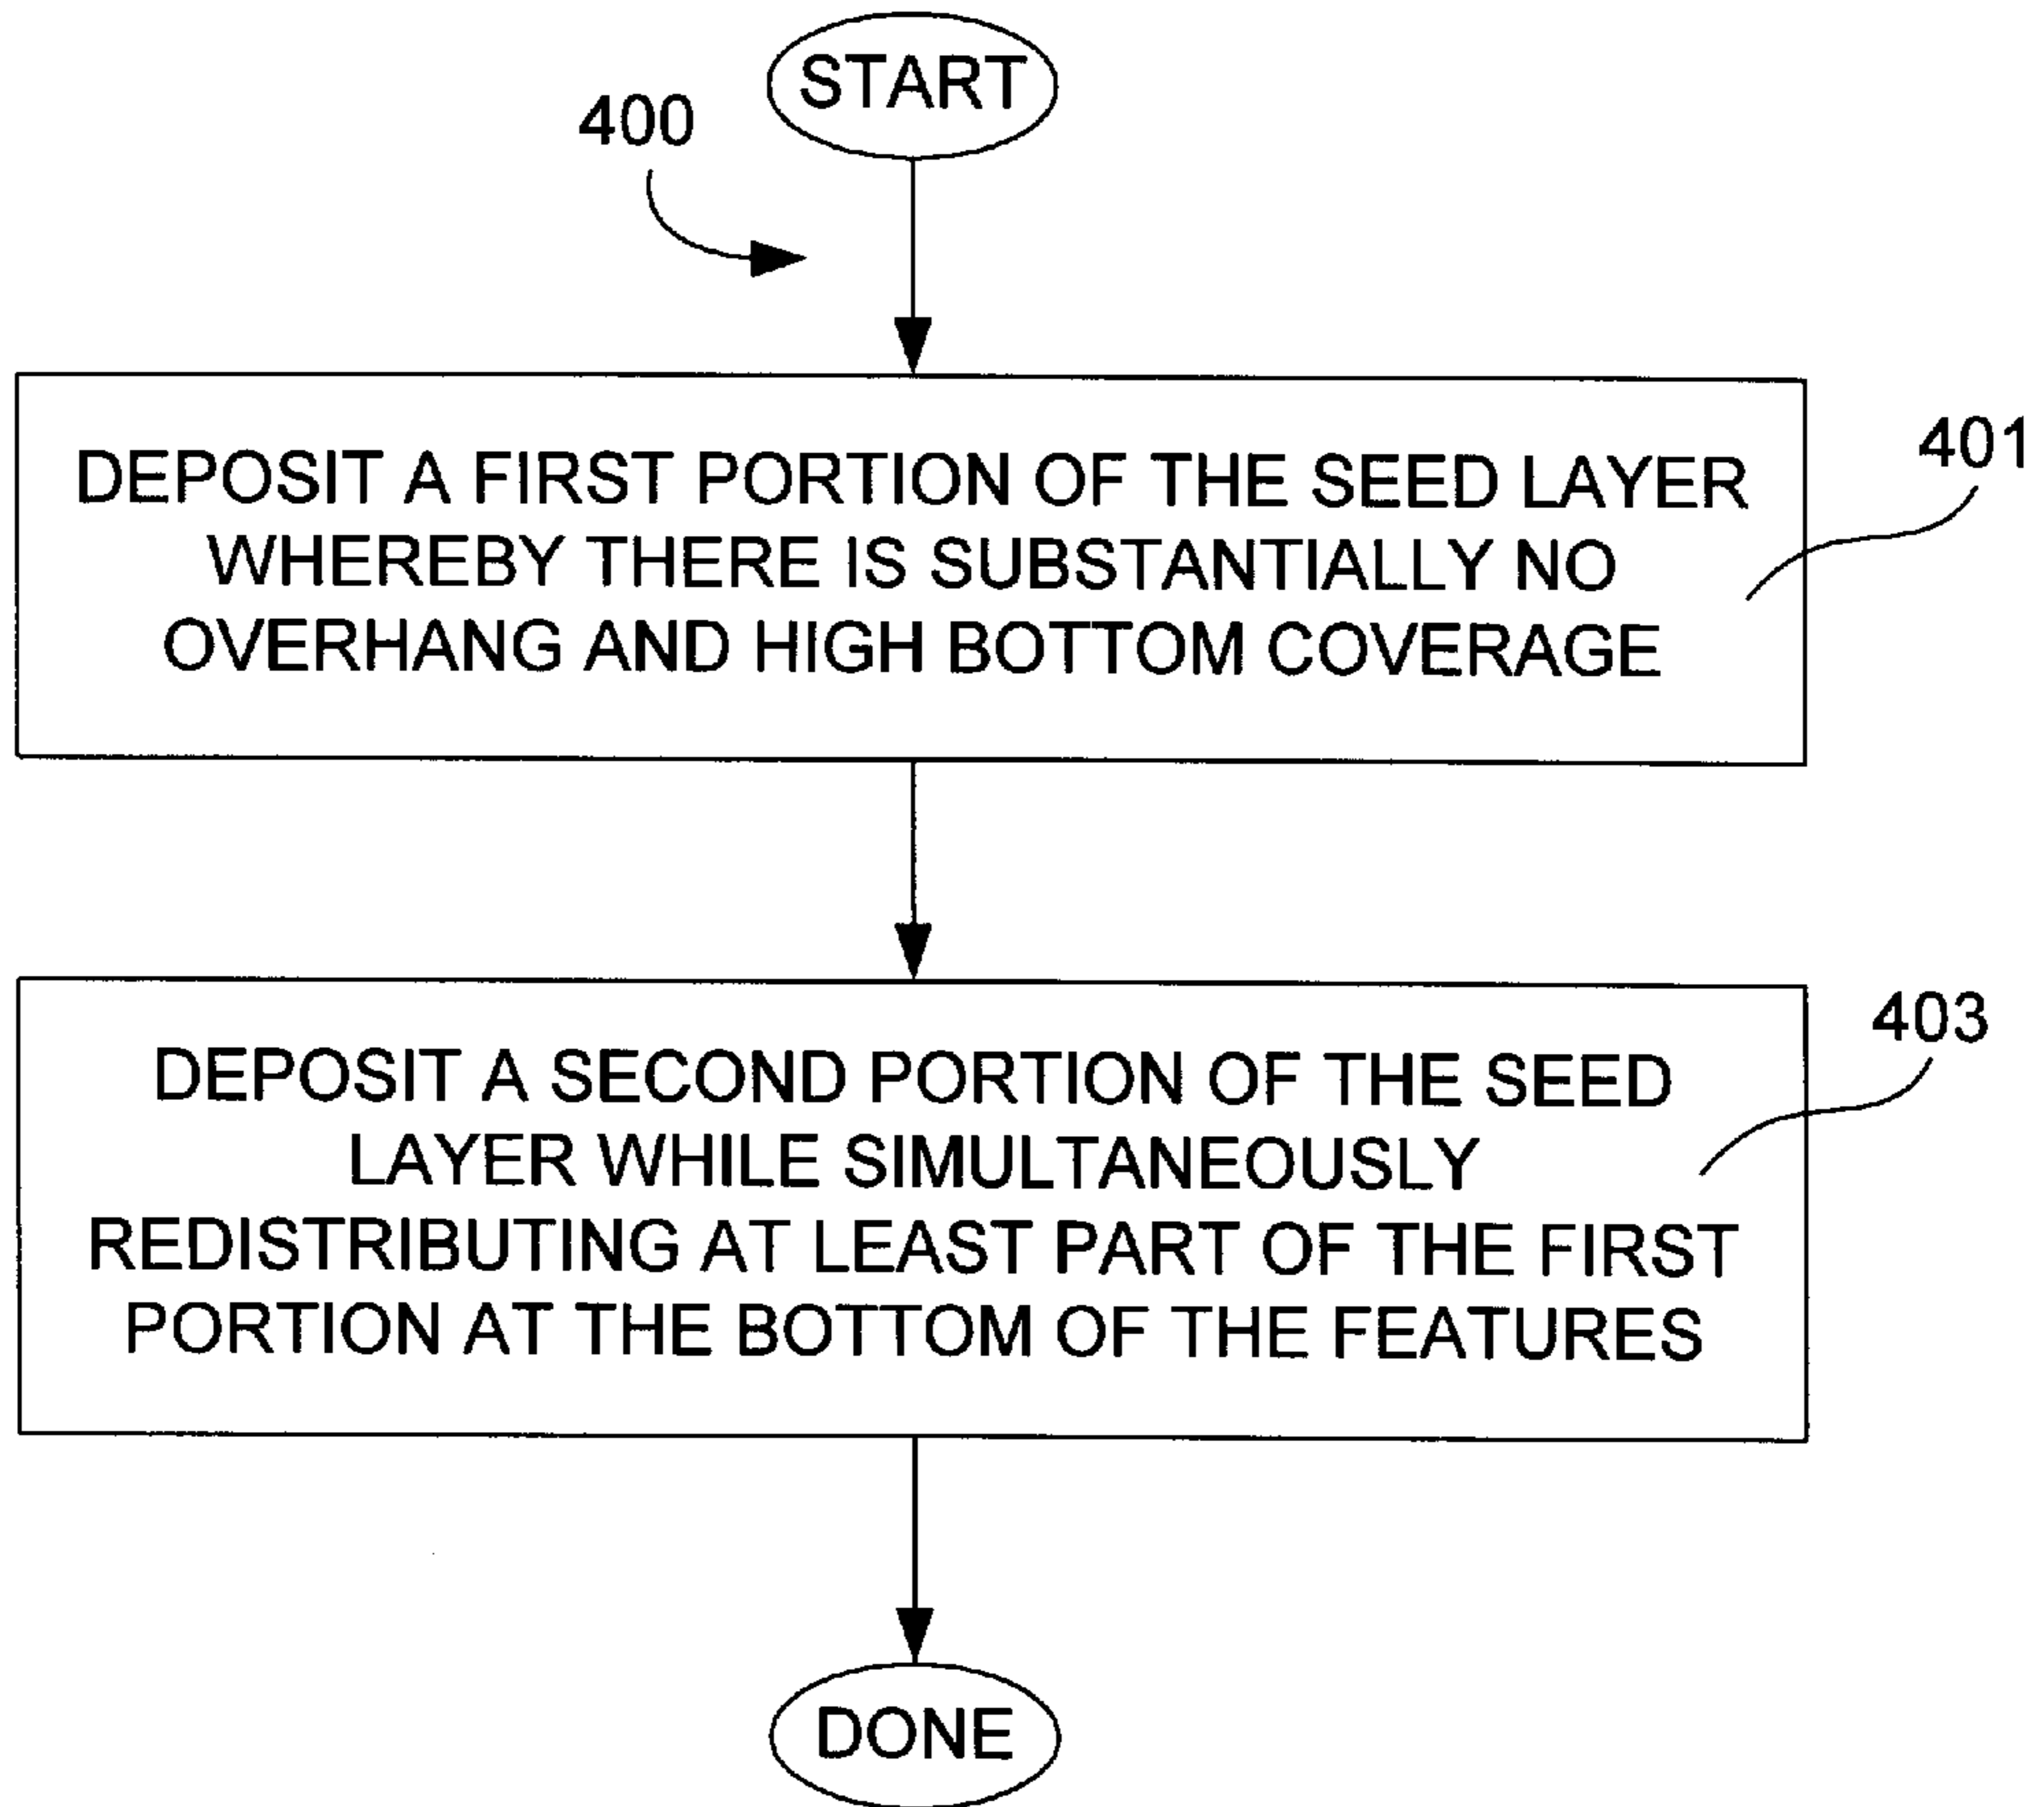 START
400
DEPOSIT A FIRST PORTION OF THE SEED LAYER
WHEREBY THERE IS SUBSTANTIALLY NO
OVERHANG AND HIGH BOTTOM COVERAGE
401
DEPOSIT A SECOND PORTION OF THE SEED
LAYER WHILE SIMULTANEOUSLY
REDISTRIBUTING AT LEAST PART OF THE FIRST
PORTION AT THE BOTTOM OF THE FEATURES
403
DONE